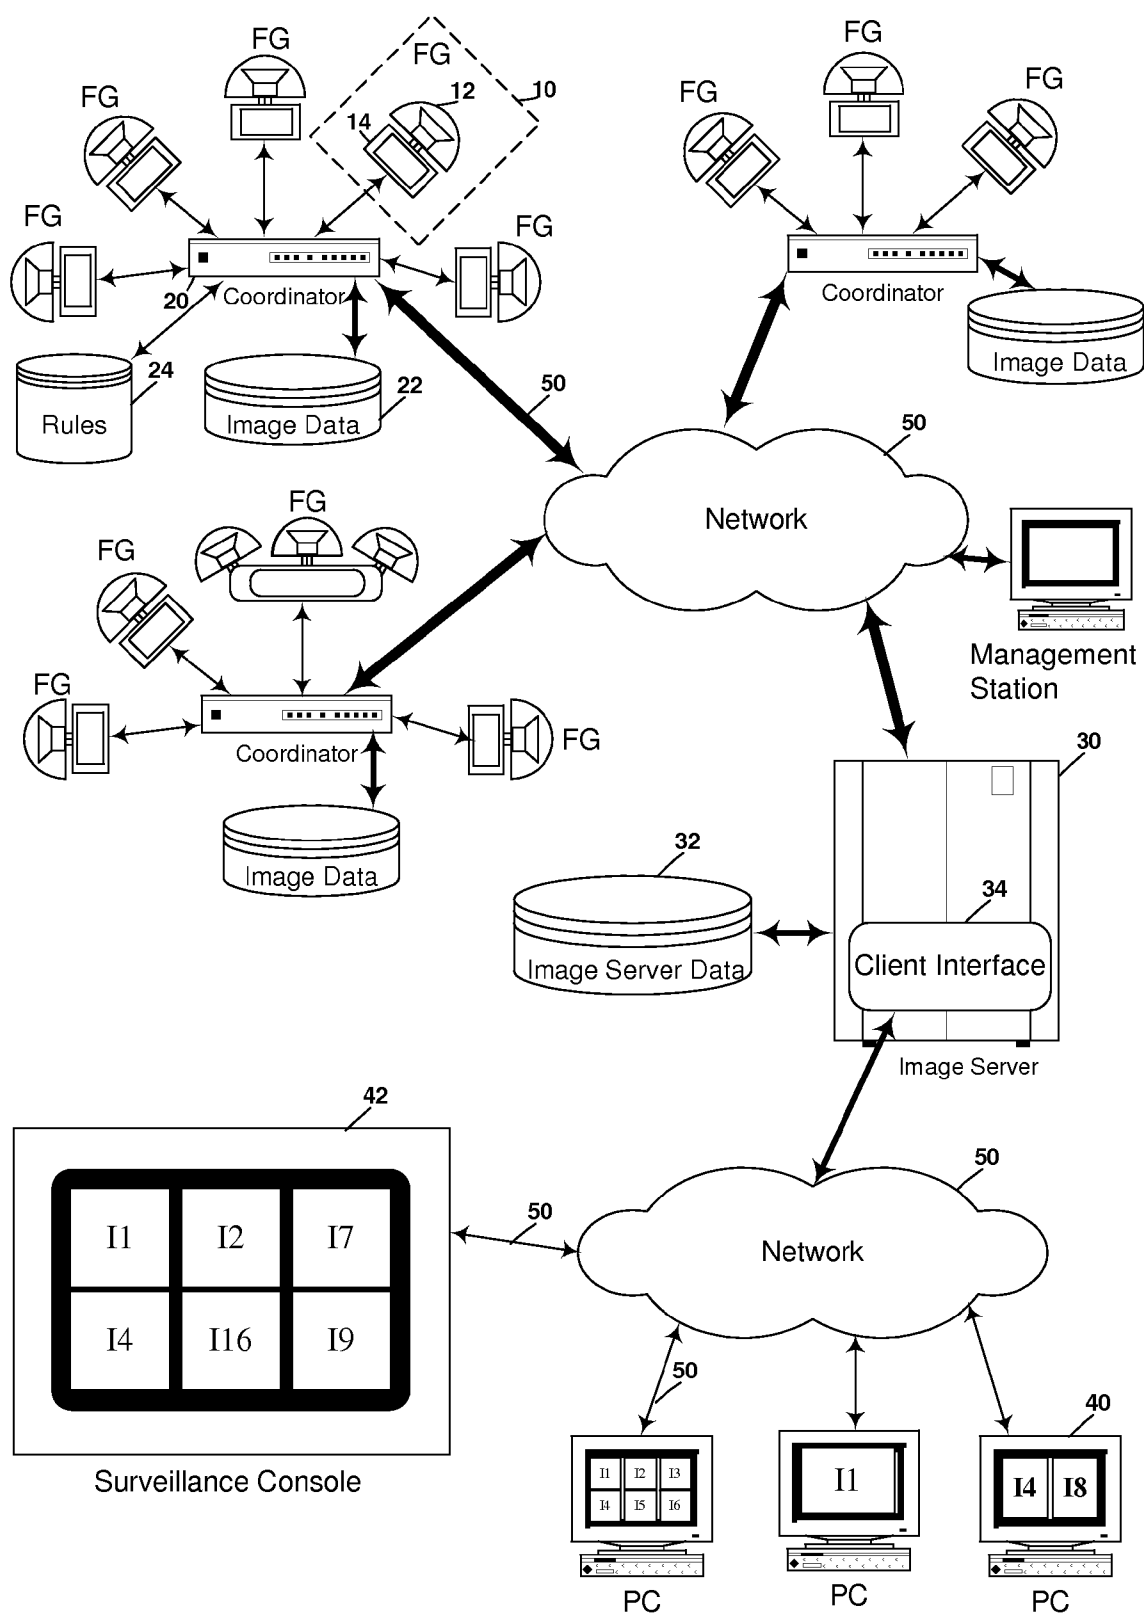 FG
FG
FG
10
12
14
FG
FG
FG
20
Coordinator
24
Rules
22
Image Data
50
FG
FG
FG
Coordinator
Image Data
50
Network
Management
Station
FG
FG
FG
FG
Coordinator
Image Data
30
32
Image Server Data
34
Client Interface
Image Server
42
I1
I2
I7
I4
I16
I9
Surveillance Console
50
50
Network
50
40
I1
I2
I3
I4
I5
I6
PC
I1
PC
I4
I8
PC